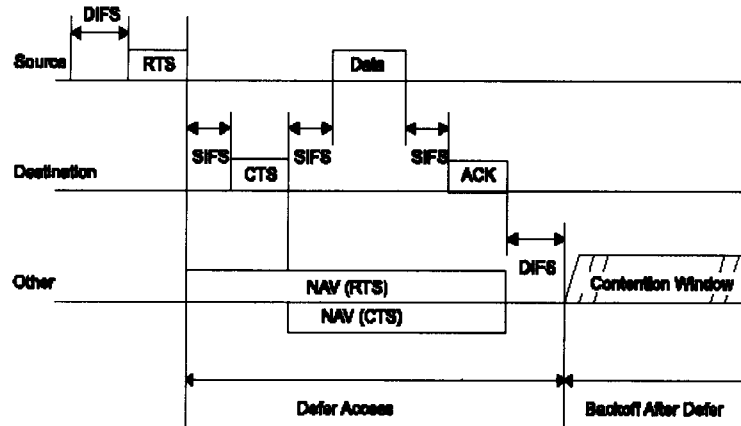 DIFS
Source
RTS
Data
SIFS
SIFS
SIFS
Destination
CTS
ACK
DIFS
Other
NAV (RTS)
Contention Window
NAV (CTS)
Defer Access
Backoff After Defer